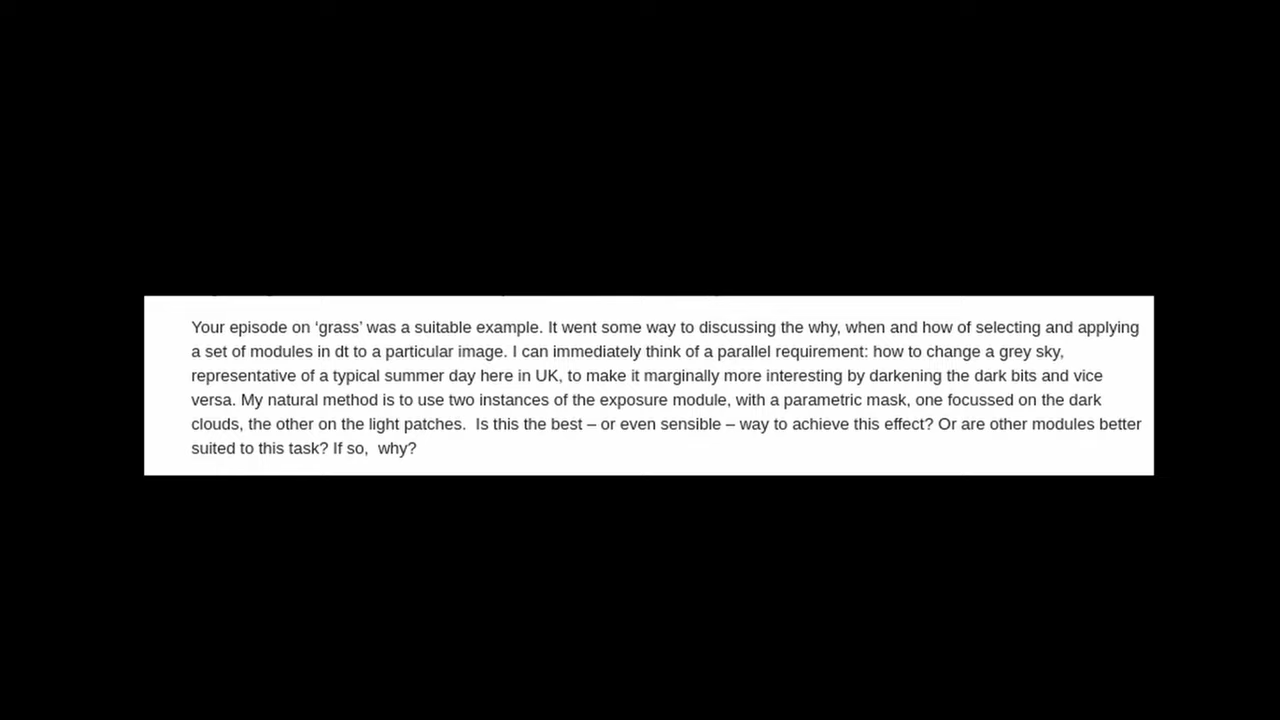 Your episode on ‘grass’ was a suitable example. It went some way to discussing the why, when and how of selecting and applying
a set of modules in dt to a particular image. I can immediately think of a parallel requirement: how to change a grey sky,
representative of a typical summer day here in UK, to make it marginally more interesting by darkening the dark bits and vice
versa. My natural method is to use two instances of the exposure module, with a parametric mask, one focussed on the dark
clouds, the other on the light patches.  Is this the best – or even sensible – way to achieve this effect? Or are other modules better
suited to this task? If so,  why?